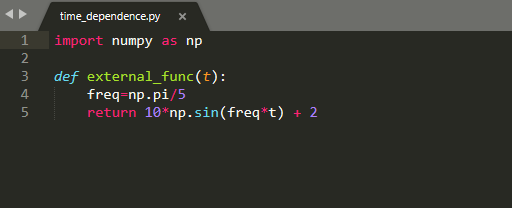 time_dependence.py ×
1 import numpy as np
2
3 def external_func(t):
4     freq=np.pi/5
5     return 10*np.sin(freq*t) + 2